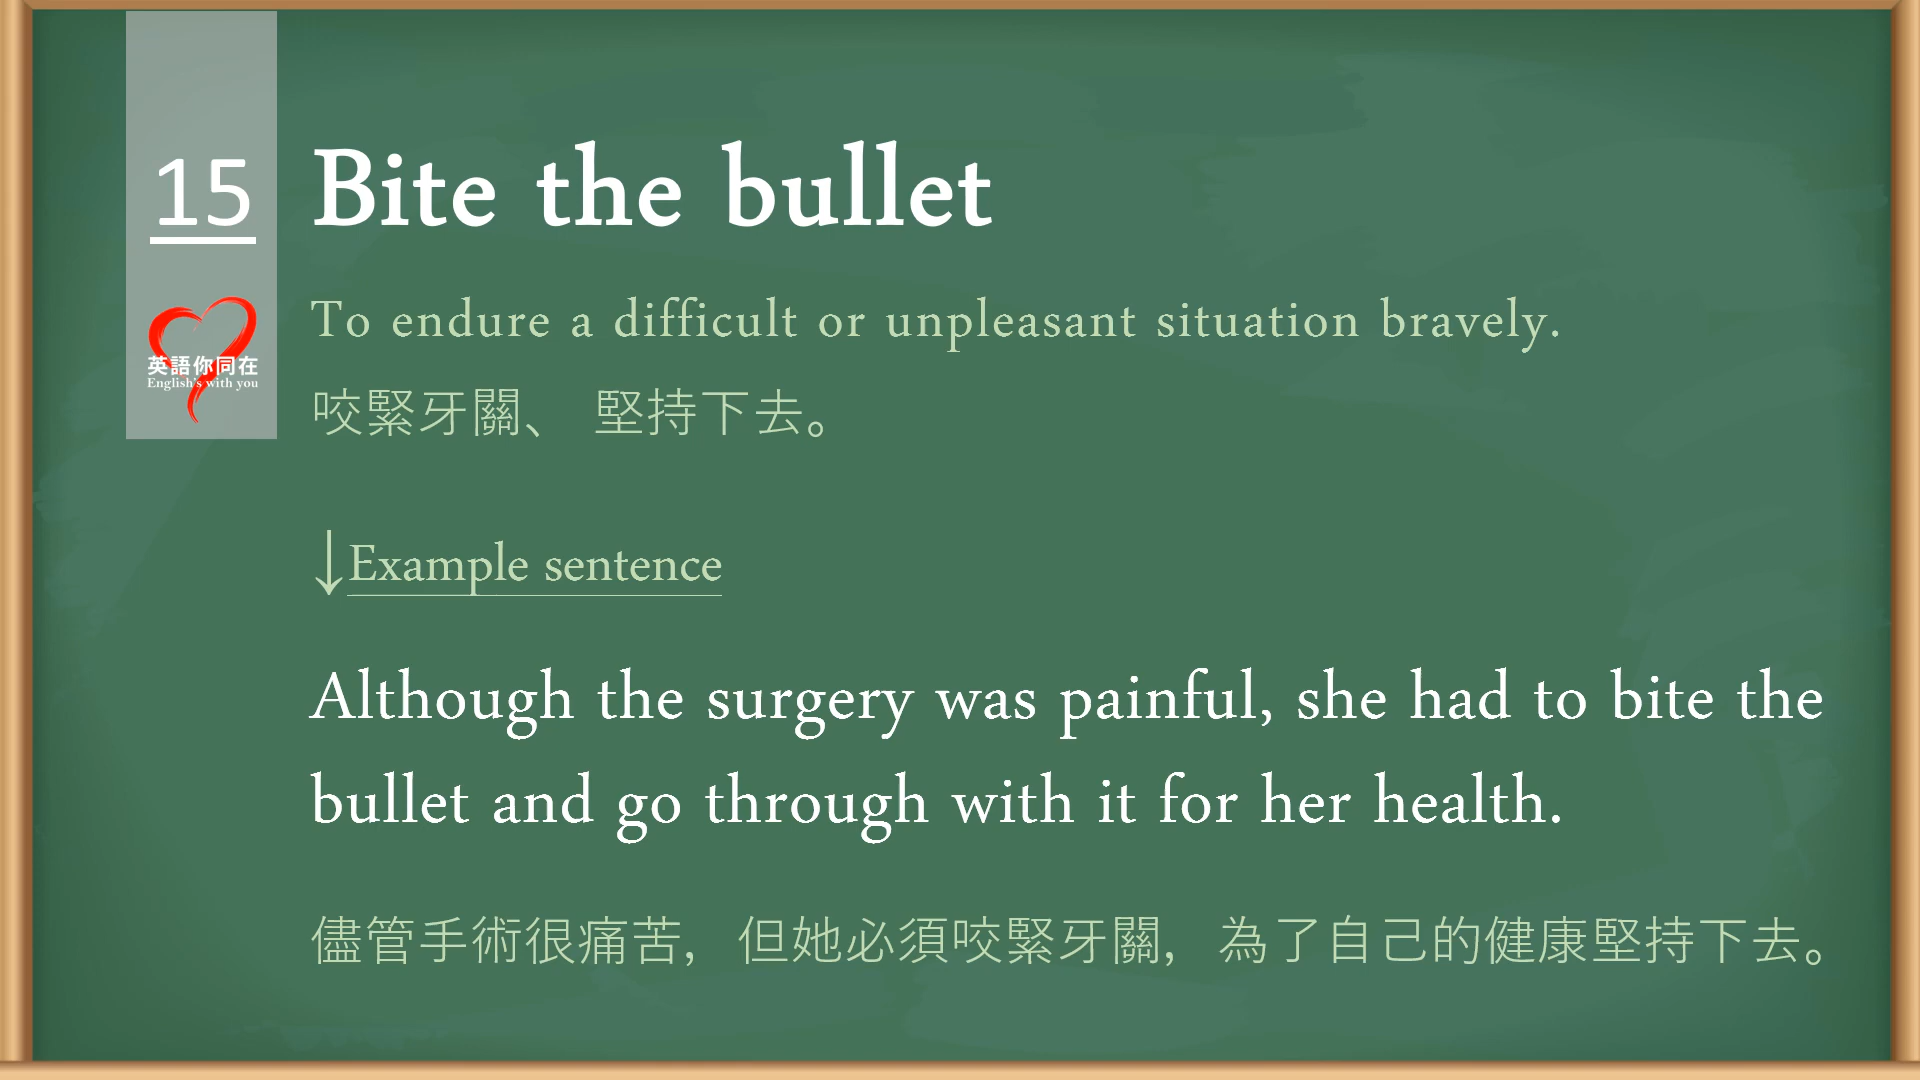 15
Bite the bullet
英語你同在
English's with you
To endure a difficult or unpleasant situation bravely.
咬緊牙關、 堅持下去。
↓Example sentence
Although the surgery was painful, she had to bite the
bullet and go through with it for her health.
儘管手術很痛苦，但她必須咬緊牙關，為了自己的健康堅持下去。